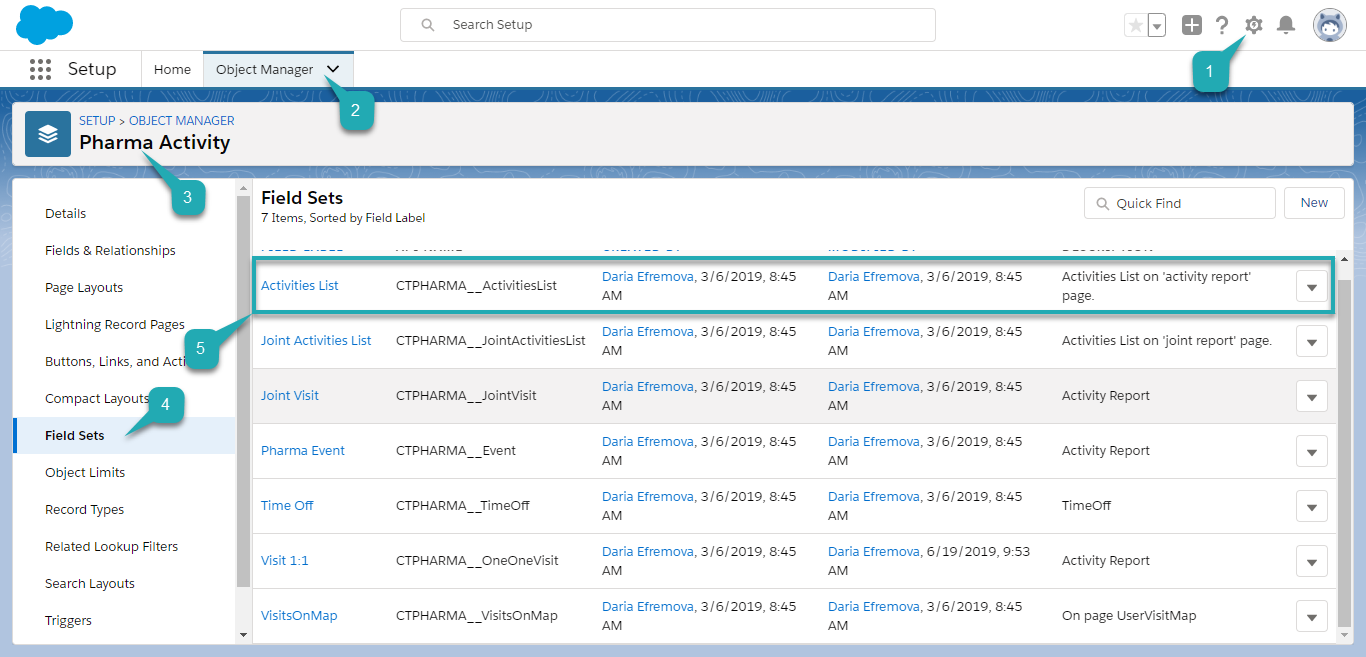 Search Setup
1
Setup
Home
Object Manager
2
SETUP > OBJECT MANAGER
Pharma Activity
3
Details
Fields & Relationships
Page Layouts
Lightning Record Pages
Buttons, Links, and Acti
Compact Layouts
Field Sets
Object Limits
Record Types
Related Lookup Filters
Search Layouts
Triggers
4
5
Field Sets
7 Items, Sorted by Field Label
Quick Find
New
Activities List CTPHARMA__ActivitiesList Daria Efremova, 3/6/2019, 8:45 Daria Efremova, 3/6/2019, 8:45 Activities List on 'activity report'
AM AM page.
Joint Activities List CTPHARMA__JointActivitiesList Daria Efremova, 3/6/2019, 8:45 Daria Efremova, 3/6/2019, 8:45 Activities List on 'joint report' page.
AM AM
Joint Visit CTPHARMA__JointVisit Daria Efremova, 3/6/2019, 8:45 Daria Efremova, 3/6/2019, 8:45 Activity Report
AM AM
Pharma Event CTPHARMA__Event Daria Efremova, 3/6/2019, 8:45 Daria Efremova, 3/6/2019, 8:45 Activity Report
AM AM
Time Off CTPHARMA__TimeOff Daria Efremova, 3/6/2019, 8:45 Daria Efremova, 3/6/2019, 8:45 TimeOff
AM AM
Visit 1:1 CTPHARMA__OneOneVisit Daria Efremova, 3/6/2019, 8:45 Daria Efremova, 6/19/2019, 9:53 Activity Report
AM AM
VisitsOnMap CTPHARMA__VisitsOnMap Daria Efremova, 3/6/2019, 8:45 Daria Efremova, 3/6/2019, 8:45 On page UserVisitMap
AM AM